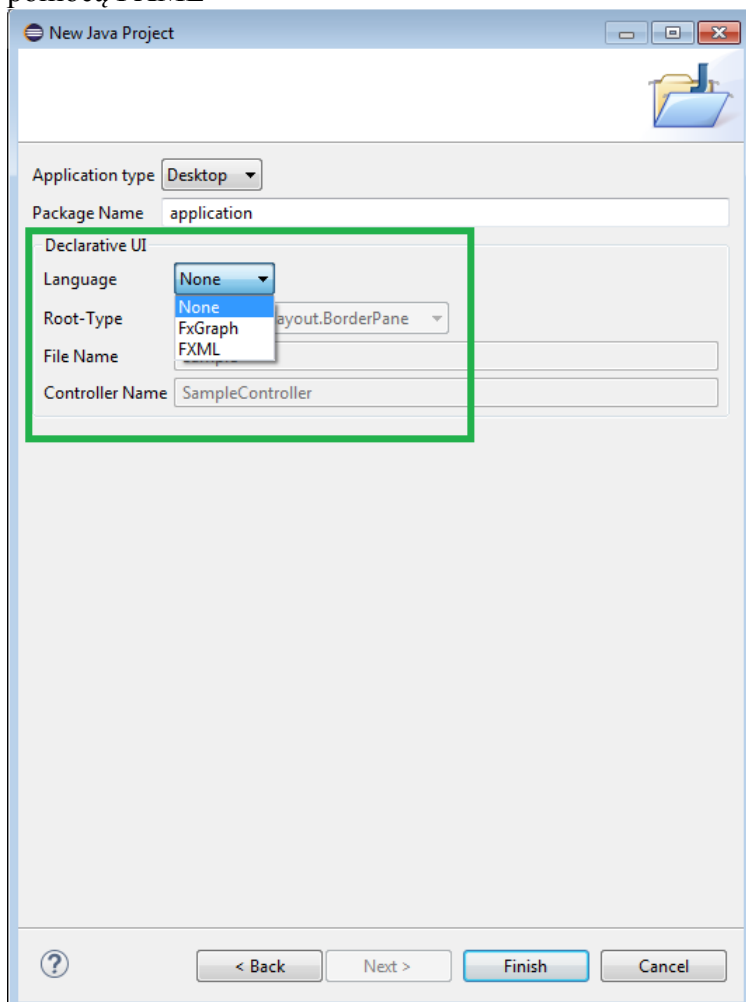 New Java Project
Application type Desktop
Package Name application
Declarative UI
Language None
None
Root-Type ayout.BorderPane
FxGraph
FXML
File Name
Controller Name SampleController
< Back Next > Finish Cancel